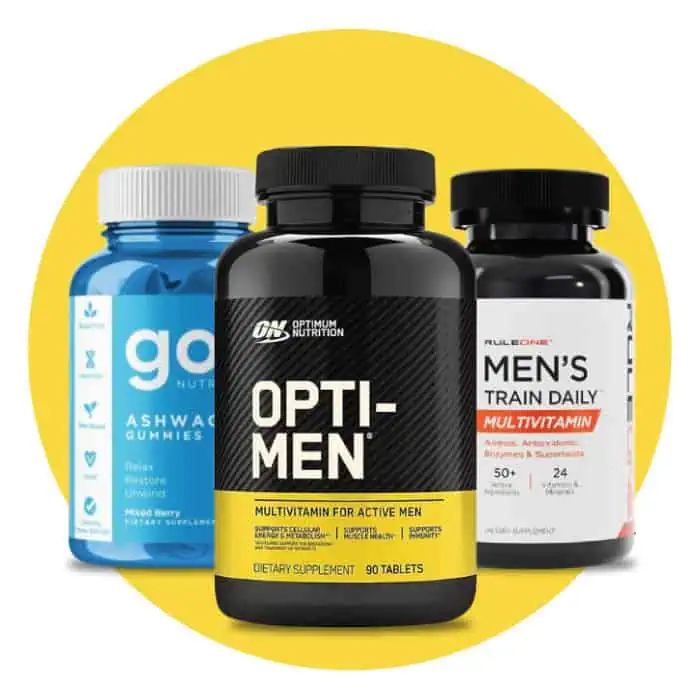 go
NUTR
ASHWAG
GUMMIES
Relax
Restore
Unwind
Mixed Berry
DIETARY SUPPLEMENT
ON OPTIMUM
NUTRITION
OPTI-
MEN®
MULTIVITAMIN FOR ACTIVE MEN
SUPPORTS CELLULAR
ENERGY & METABOLISM
SUPPORTS
MUSCLE HEALTH
SUPPORTS
IMMUNITY
DIETARY SUPPLEMENT 90 TABLETS
RULEONE
MEN'S
TRAIN DAILY
MULTIVITAMIN
Aminos, Antioxidants,
Enzymes & Superfoods
50+
Active
Ingredients
24
Vitamins &
Minerals
DIETARY SUPPLEMENT